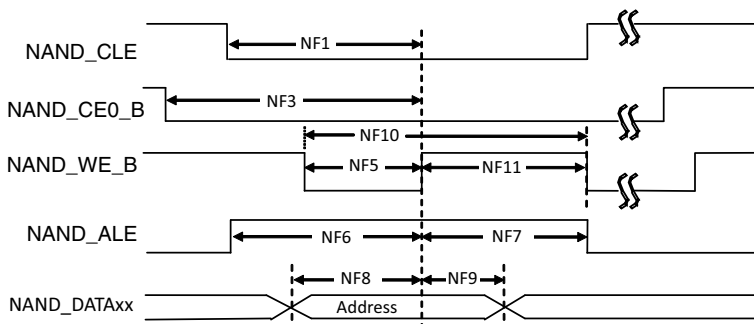 NAND_CLE
NF1
NAND_CE0_B
NF3
NF10
NAND_WE_B
NF5
NF11
NAND_ALE
NF6
NF7
NF8
NF9
NAND_DATAxx
Address